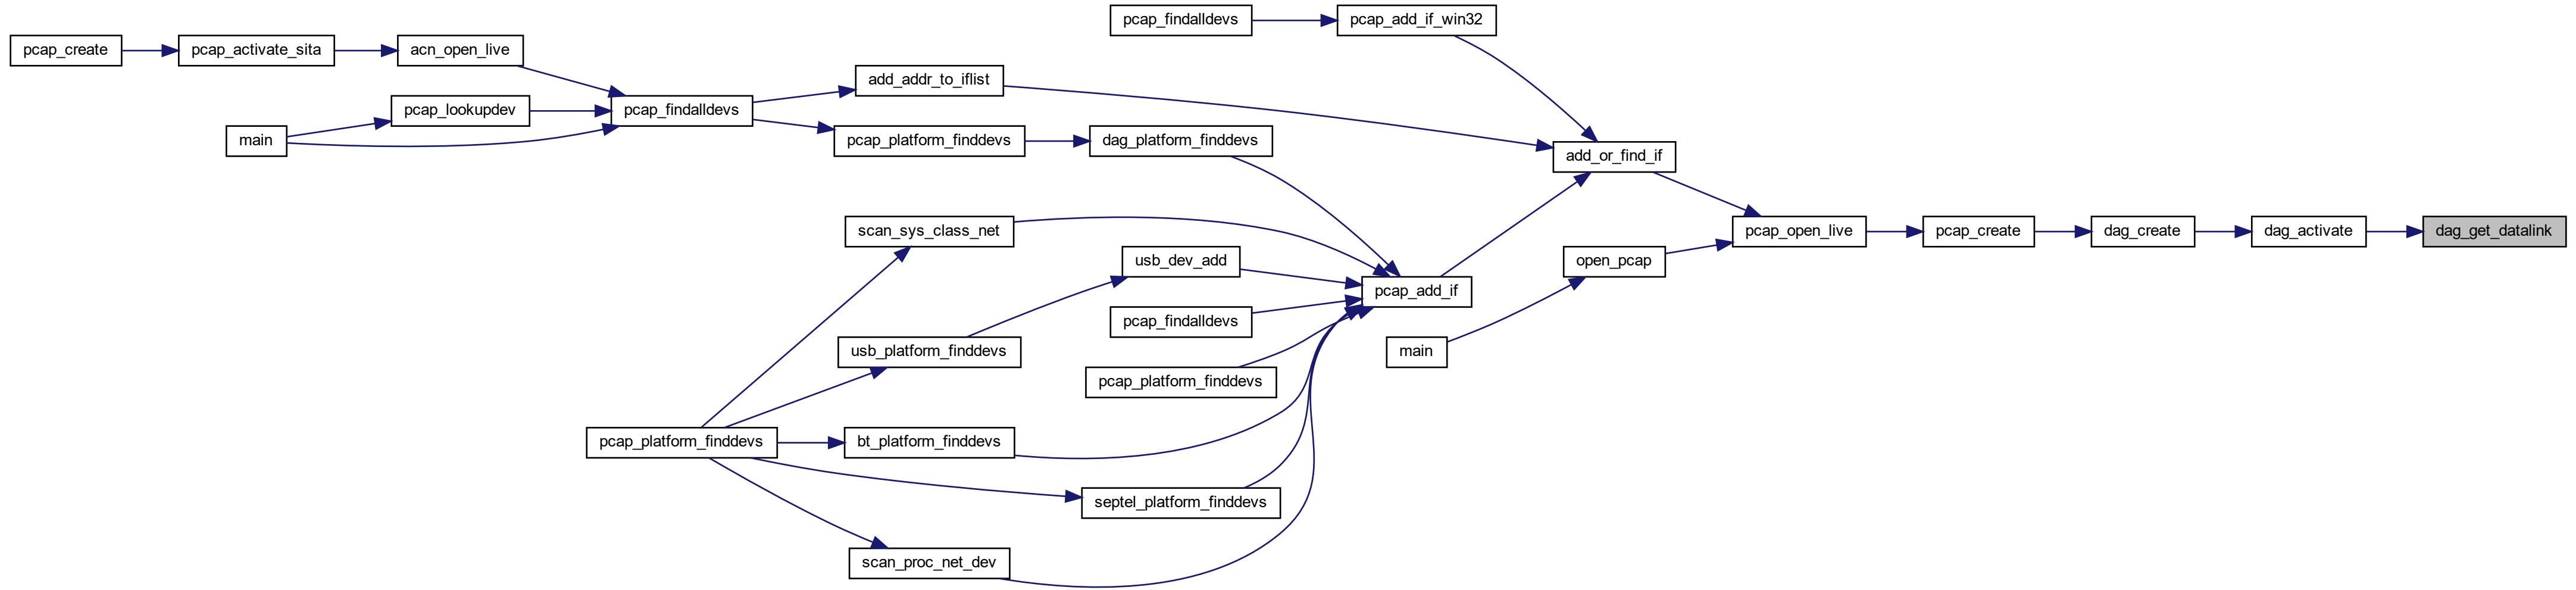 pcap_findalldevs
pcap_add_if_win32
pcap_create
pcap_activate_sita
acn_open_live
add_addr_to_iflist
pcap_lookupdev
pcap_findalldevs
main
pcap_platform_finddevs
dag_platform_finddevs
add_or_find_if
scan_sys_class_net
pcap_open_live
pcap_create
dag_create
dag_activate
dag_get_datalink
usb_dev_add
open_pcap
pcap_add_if
pcap_findalldevs
usb_platform_finddevs
main
pcap_platform_finddevs
pcap_platform_finddevs
bt_platform_finddevs
septel_platform_finddevs
scan_proc_net_dev